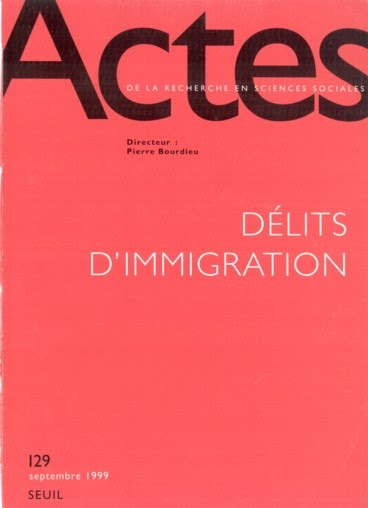 Actes
DE LA RECHERCHE EN SCIENCES SOCIALES
Directeur :
Pierre Bourdieu
DÉLITS
D'IMMIGRATION
129
septembre 1999
SEUIL